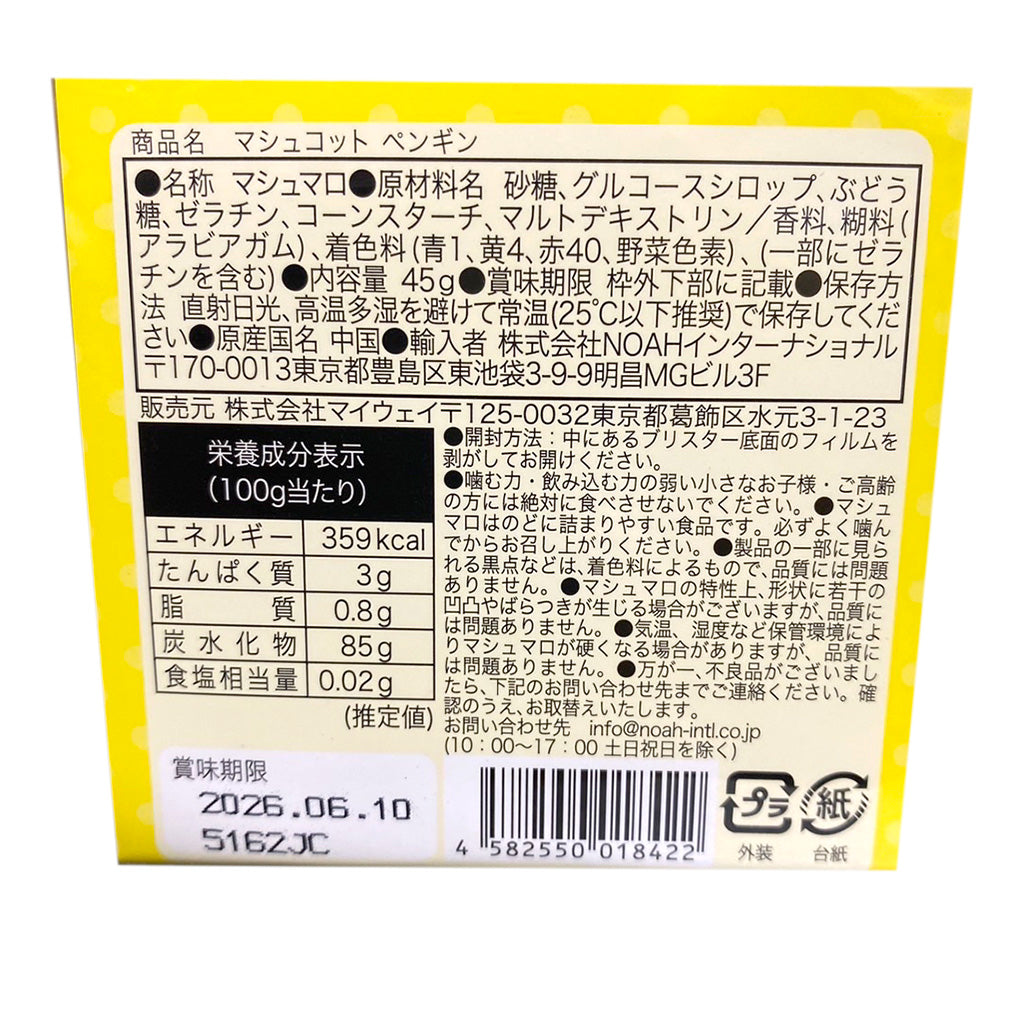 商品名 マシュコット ペンギン
●名称 マシュマロ●原材料名 砂糖、グルコースシロップ、ぶどう
糖、ゼラチン、コーンスターチ、マルトデキストリン／香料、糊料(
アラビアガム)、着色料(青1、黄4、赤40、野菜色素)、(一部にゼラ
チンを含む)●内容量 45g●賞味期限 枠外下部に記載●保存方
法 直射日光、高温多湿を避けて常温(25℃以下推奨)で保存してくだ
さい●原産国名 中国●輸入者 株式会社NOAHインターナショナル
〒170-0013東京都豊島区東池袋3-9-9明昌MGビル3F
販売元 株式会社マイウェイ〒125-0032東京都葛飾区水元3-1-23
栄養成分表示
(100g当たり)
エネルギー 359kcal
たんぱく質 3g
脂質 0.8g
炭水化物 85g
食塩相当量 0.02g
(推定値)
●開封方法：中にあるブリスター底面のフィルムを
剥がしてお開けください。
●噛む力・飲み込む力の弱い小さなお子様・ご高齢
の方には絶対に食べさせないでください。●マシュ
マロはのどに詰まりやすい食品です。必ずよく噛ん
でからお召し上がりください。●製品の一部に見ら
れる黒点などは、着色料によるもので、品質には問題
ありません。●マシュマロの特性上、形状に若干の
凹凸やばらつきが生じる場合がございますが、品質に
は問題ありません。●気温、湿度など保管環境によ
りマシュマロが硬くなる場合がありますが、品質に
は問題ありません。●万が一、不良品がございまし
たら、下記のお問い合わせ先までご連絡ください。確
認のうえ、お取替えいたします。
お問い合わせ先 info@noah-intl.co.jp
(10：00〜17：00 土日祝日を除く)
賞味期限
2026.06.10
5162JC
4 582550 018422
プラ
外装
紙
台紙